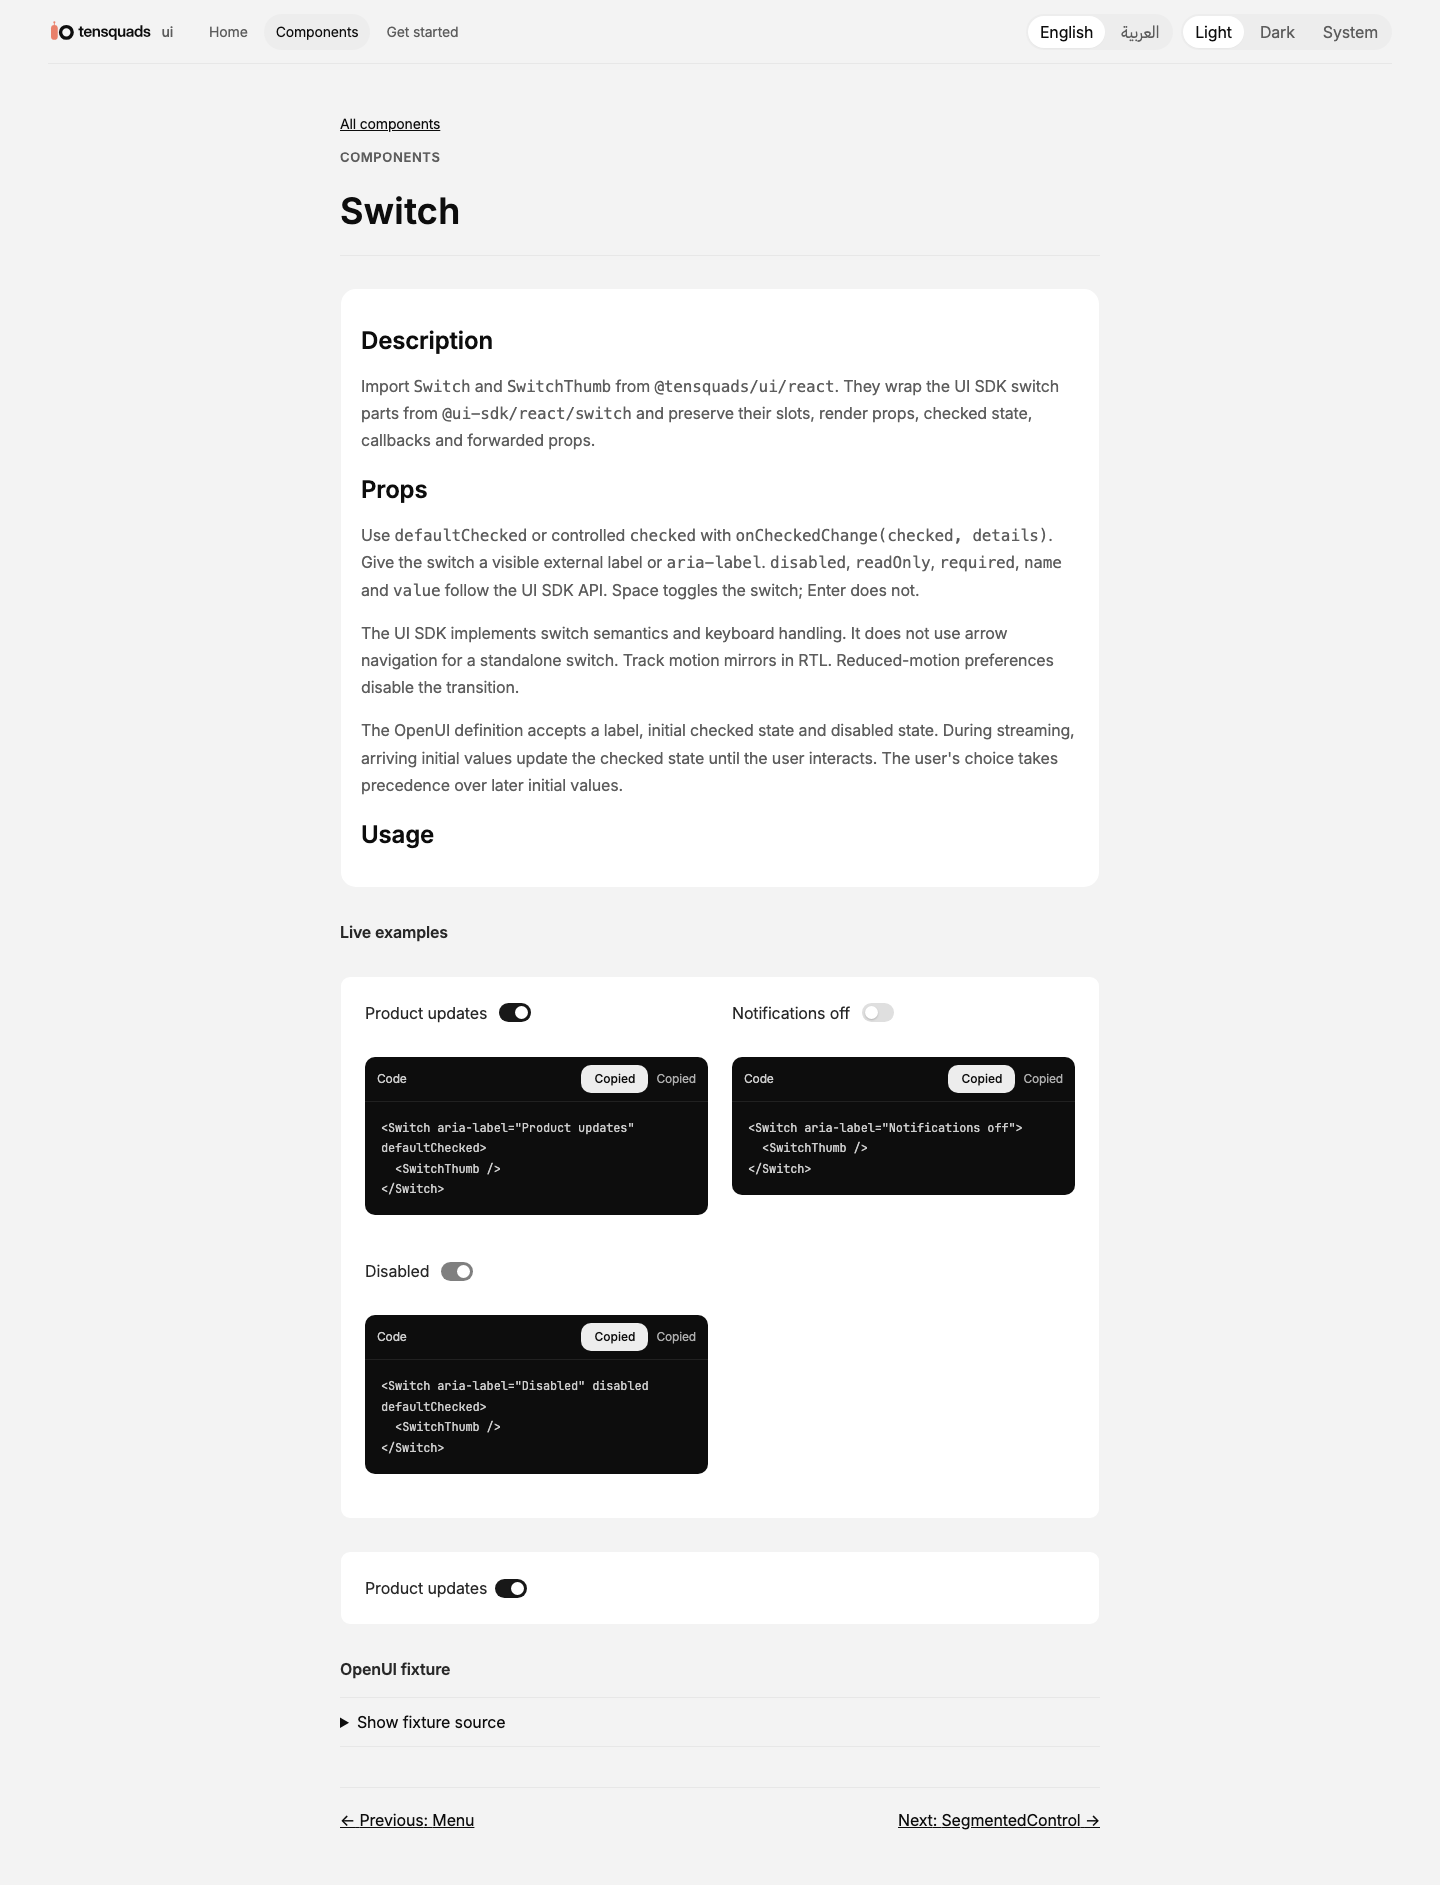 tensquads ui
Home
Components
Get started
English
العربية
Light
Dark
System
All components
COMPONENTS
Switch
Description
Import Switch and SwitchThumb from @tensquads/ui/react. They wrap the UI SDK switch
parts from @ui-sdk/react/switch and preserve their slots, render props, checked state,
callbacks and forwarded props.
Props
Use defaultChecked or controlled checked with onCheckedChange(checked, details).
Give the switch a visible external label or aria-label. disabled, readOnly, required, name
and value follow the UI SDK API. Space toggles the switch; Enter does not.
The UI SDK implements switch semantics and keyboard handling. It does not use arrow
navigation for a standalone switch. Track motion mirrors in RTL. Reduced-motion preferences
disable the transition.
The OpenUI definition accepts a label, initial checked state and disabled state. During streaming,
arriving initial values update the checked state until the user interacts. The user's choice takes
precedence over later initial values.
Usage
Live examples
Product updates
Code
Copied
Copied
<Switch aria-label="Product updates"
defaultChecked>
  <SwitchThumb />
</Switch>
Notifications off
Code
Copied
Copied
<Switch aria-label="Notifications off">
  <SwitchThumb />
</Switch>
Disabled
Code
Copied
Copied
<Switch aria-label="Disabled" disabled
defaultChecked>
  <SwitchThumb />
</Switch>
Product updates
OpenUI fixture
▶ Show fixture source
← Previous: Menu
Next: SegmentedControl →